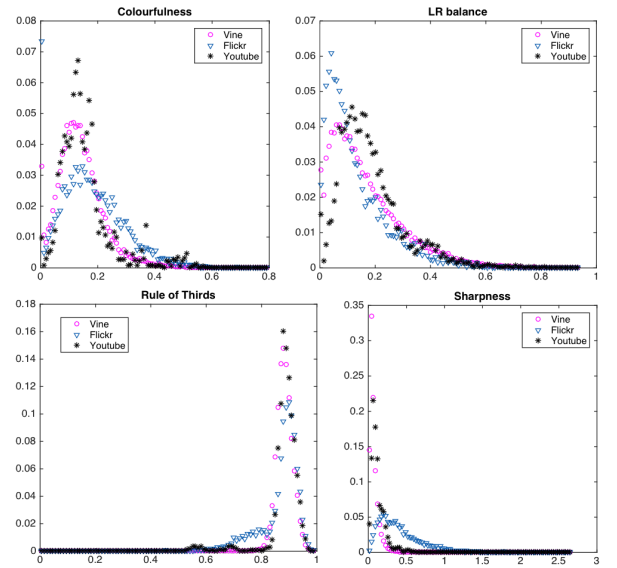 Colourfulness
0.08
0.07
0.06
0.05
0.04
0.03
0.02
0.01
0
0 0.2 0.4 0.6 0.8
Vine
Flickr
Youtube
LR balance
0.07
0.06
0.05
0.04
0.03
0.02
0.01
0
0 0.2 0.4 0.6 0.8 1
Vine
Flickr
Youtube
Rule of Thirds
0.18
0.16
0.14
0.12
0.1
0.08
0.06
0.04
0.02
0
0 0.2 0.4 0.6 0.8 1
Vine
Flickr
Youtube
Sharpness
0.35
0.3
0.25
0.2
0.15
0.1
0.05
0
0 0.5 1 1.5 2 2.5 3
Vine
Flickr
Youtube